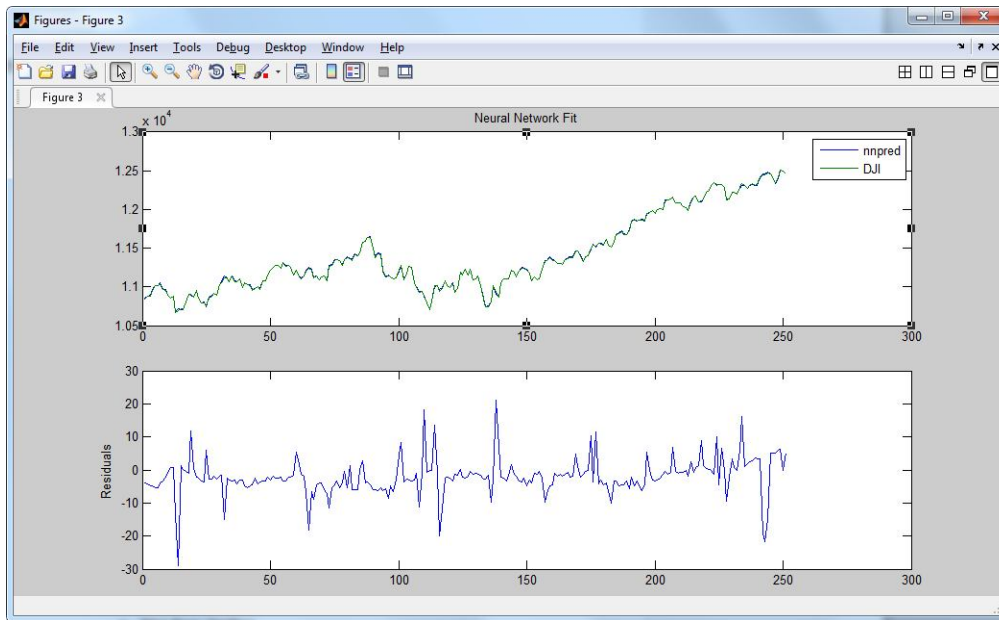 Figures - Figure 3
File Edit View Insert Tools Debug Desktop Window Help
Figure 3
Neural Network Fit
x 10^4
1.3
1.25
1.2
1.15
1.1
1.05
0 50 100 150 200 250 300
nnpred
DJI
Residuals
30
20
10
0
-10
-20
-30
0 50 100 150 200 250 300